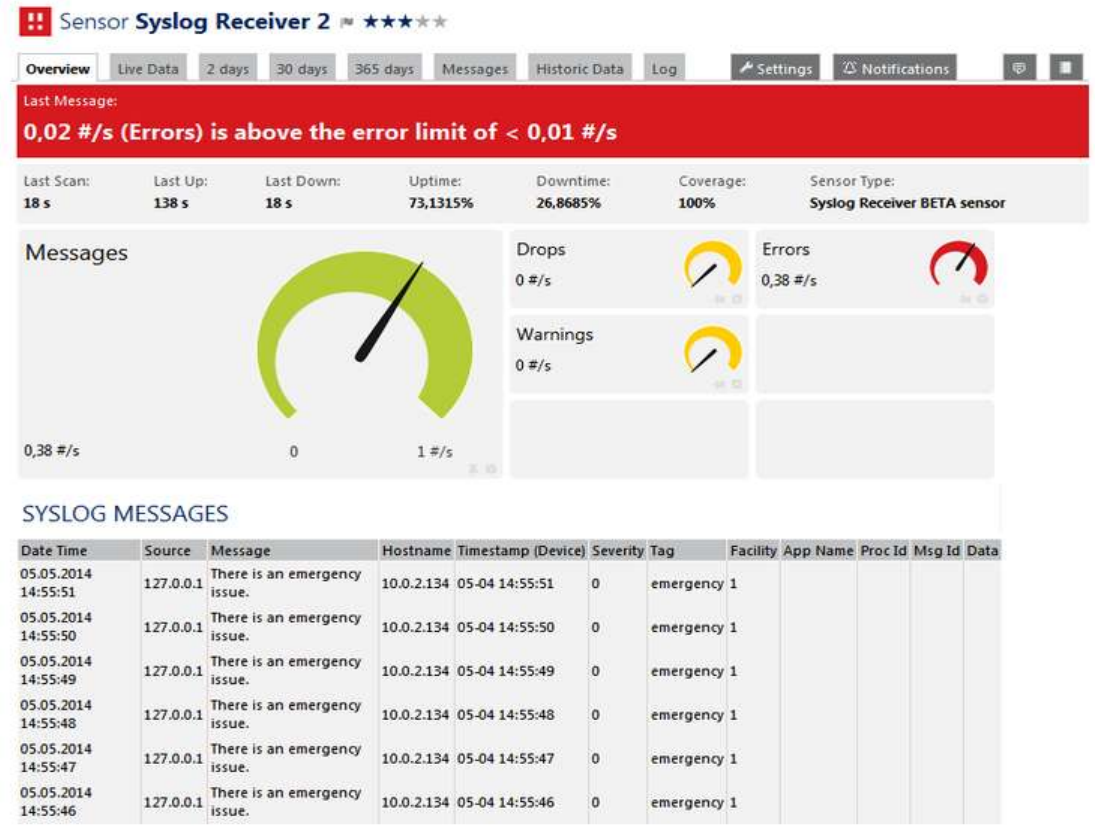 Sensor Syslog Receiver 2
Overview Live Data 2 days 30 days 365 days Messages Historic Data Log Settings Notifications
Last Message:
0,02 #/s (Errors) is above the error limit of < 0,01 #/s
Last Scan: Last Up: Last Down: Uptime: Downtime: Coverage: Sensor Type:
18 s 138 s 18 s 73,1315% 26,8685% 100% Syslog Receiver BETA sensor
Messages
0,38 #/s 0 1 #/s
Drops
0 #/s
Errors
0,38 #/s
Warnings
0 #/s
SYSLOG MESSAGES
Date Time Source Message Hostname Timestamp (Device) Severity Tag Facility App Name Proc Id Msg Id Data
05.05.2014 14:55:51 127.0.0.1 There is an emergency issue. 10.0.2.134 05-04 14:55:51 0 emergency 1
05.05.2014 14:55:50 127.0.0.1 There is an emergency issue. 10.0.2.134 05-04 14:55:50 0 emergency 1
05.05.2014 14:55:49 127.0.0.1 There is an emergency issue. 10.0.2.134 05-04 14:55:49 0 emergency 1
05.05.2014 14:55:48 127.0.0.1 There is an emergency issue. 10.0.2.134 05-04 14:55:48 0 emergency 1
05.05.2014 14:55:47 127.0.0.1 There is an emergency issue. 10.0.2.134 05-04 14:55:47 0 emergency 1
05.05.2014 14:55:46 127.0.0.1 There is an emergency issue. 10.0.2.134 05-04 14:55:46 0 emergency 1